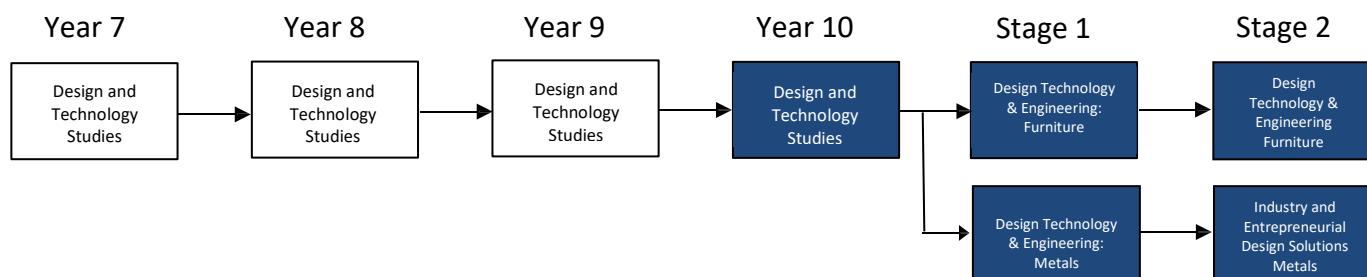 Year 7
Year 8
Year 9
Year 10
Stage 1
Stage 2
Design and
Technology
Studies
Design and
Technology
Studies
Design and
Technology
Studies
Design and
Technology
Studies
Design Technology
& Engineering:
Furniture
Design
Technology &
Engineering
Furniture
Design Technology
& Engineering:
Metals
Industry and
Entrepreneurial
Design Solutions
Metals